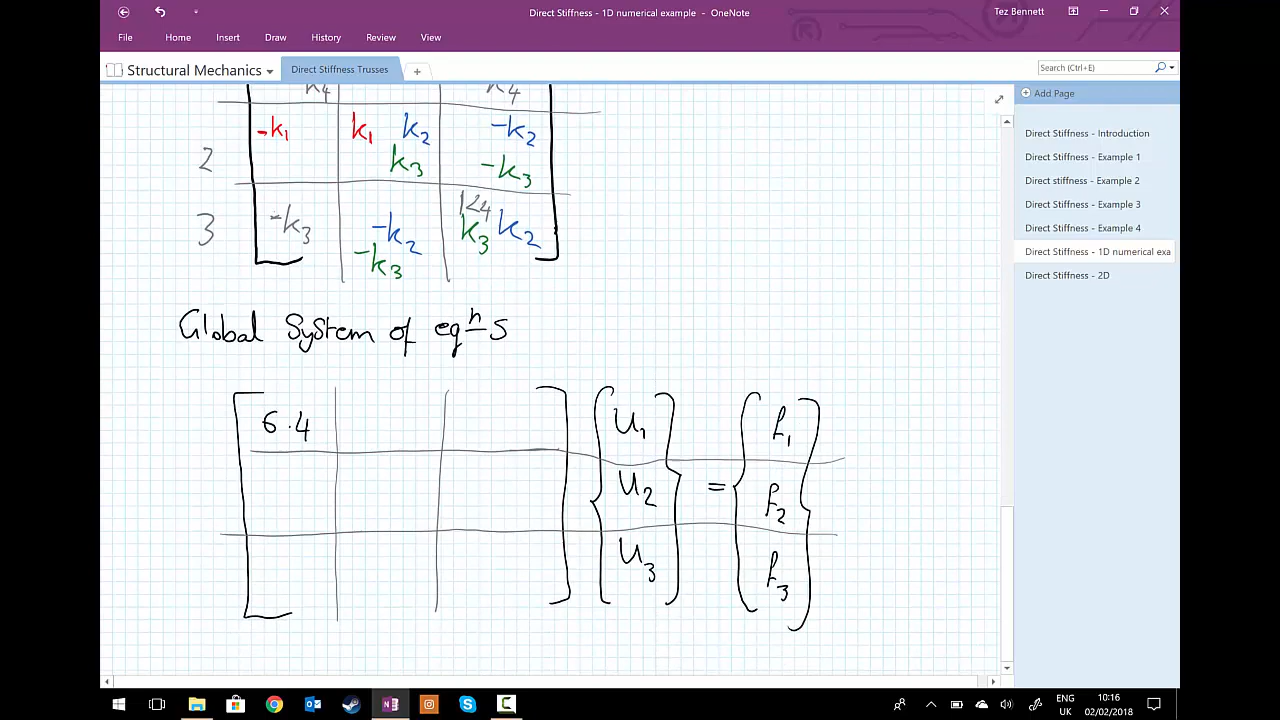 Direct Stiffness - 1D numerical example - OneNote
Tez Bennett
File Home Insert Draw History Review View
Structural Mechanics Direct Stiffness Trusses +
Search (Ctrl+E)
Add Page
Direct Stiffness - Introduction
Direct Stiffness - Example 1
Direct stiffness - Example 2
Direct Stiffness - Example 3
Direct Stiffness - Example 4
Direct Stiffness - 1D numerical exa
Direct Stiffness - 2D
k4 k4
-k1 k1 k2 -k2
2 k3 -k3
k4
3 -k3 -k2 k3 k2
-k3
Global System of eqns
6.4 u1 f1
u2 = f2
u3 f3
ENG 10:16
UK 02/02/2018